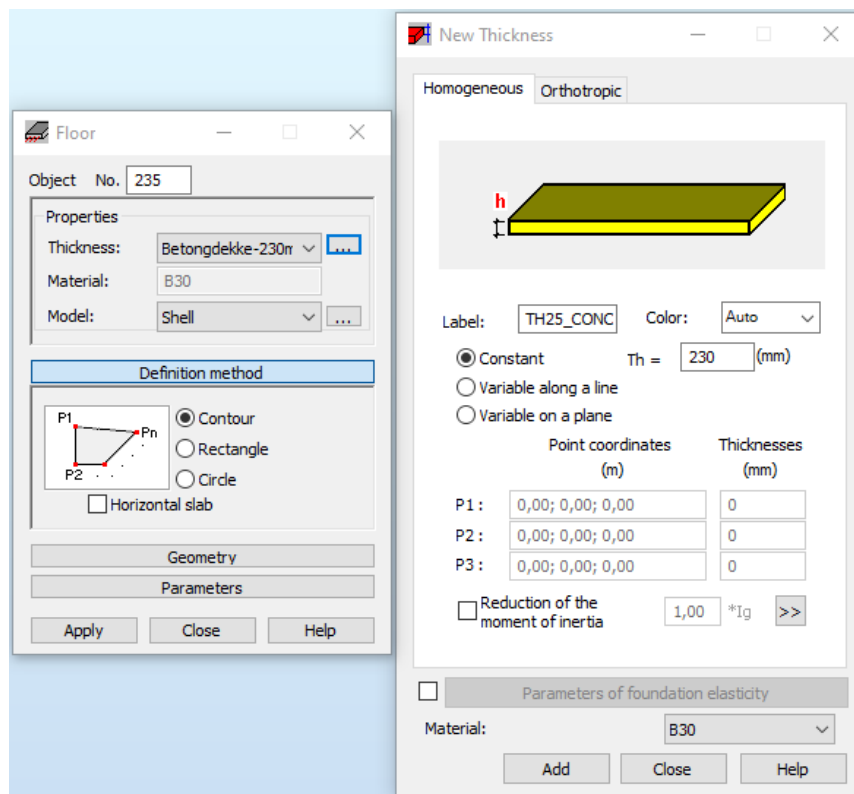 Floor
Object No. 235
Properties
Thickness: Betongdekke-230m ...
Material: B30
Model: Shell ...
Definition method
P1
Pn
P2
Contour
Rectangle
Circle
Horizontal slab
Geometry
Parameters
Apply Close Help
New Thickness
Homogeneous Orthotropic
h
Label: TH25_CONC Color: Auto
Constant Th = 230 (mm)
Variable along a line
Variable on a plane
Point coordinates Thicknesses
(m) (mm)
P1: 0,00; 0,00; 0,00 0
P2: 0,00; 0,00; 0,00 0
P3: 0,00; 0,00; 0,00 0
Reduction of the
moment of inertia 1,00 *Ig >>
Parameters of foundation elasticity
Material: B30
Add Close Help